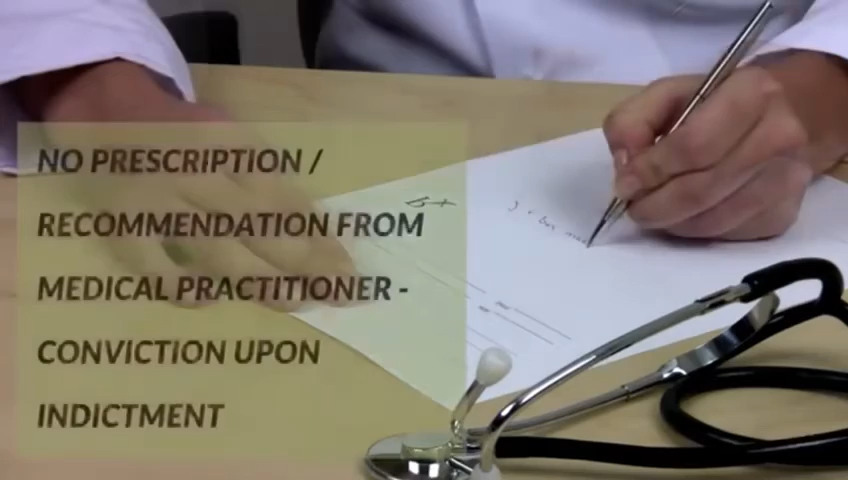 NO PRESCRIPTION /
RECOMMENDATION FROM
MEDICAL PRACTITIONER -
CONVICTION UPON
INDICTMENT